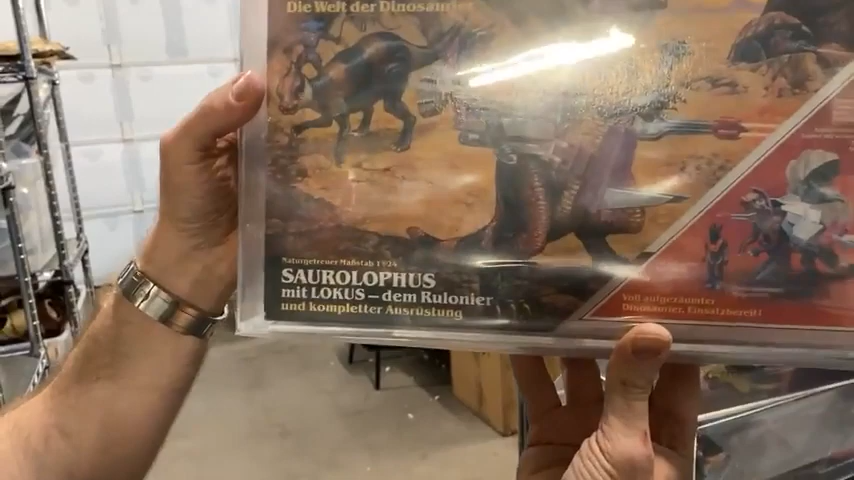 Die Welt der Dinosaurier
Naturgetreuer Maßstab 1:24
SAUROLOPHUS
mit LOKUS – dem Rulonier
und kompletter Ausrüstung.
Voll aufgezäumter
Dinosaurier, Einsatzbereit!